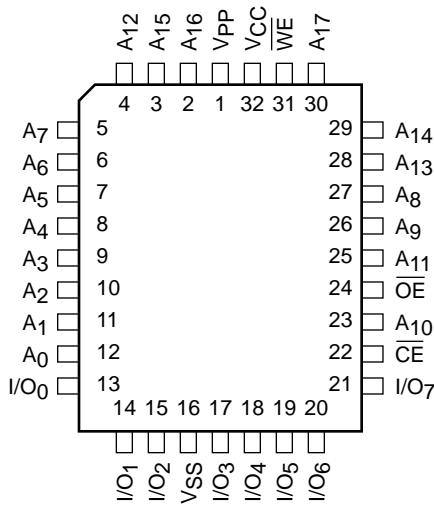 A12 A15 A16 VPP VCC W̅E̅ A17
4 3 2 1 32 31 30
A7 5 29 A14
A6 6 28 A13
A5 7 27 A8
A4 8 26 A9
A3 9 25 A11
A2 10 24 O̅E̅
A1 11 23 A10
A0 12 22 C̅E̅
I/O0 13 21 I/O7
14 15 16 17 18 19 20
I/O1 I/O2 VSS I/O3 I/O4 I/O5 I/O6